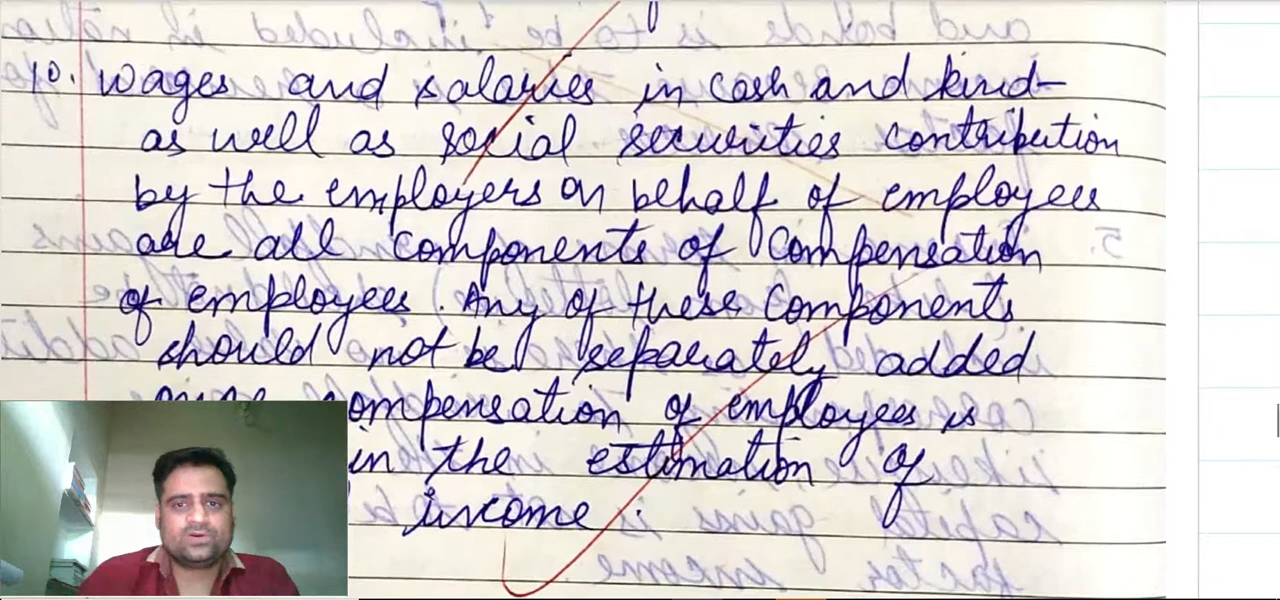 10. Wages and salaries in cash and kind-
as well as social securities contribution
by the employers on behalf of employees
are all components of compensation
of employees. Any of these components
should not be separately added
compensation of employees is
in the estimation of
income.